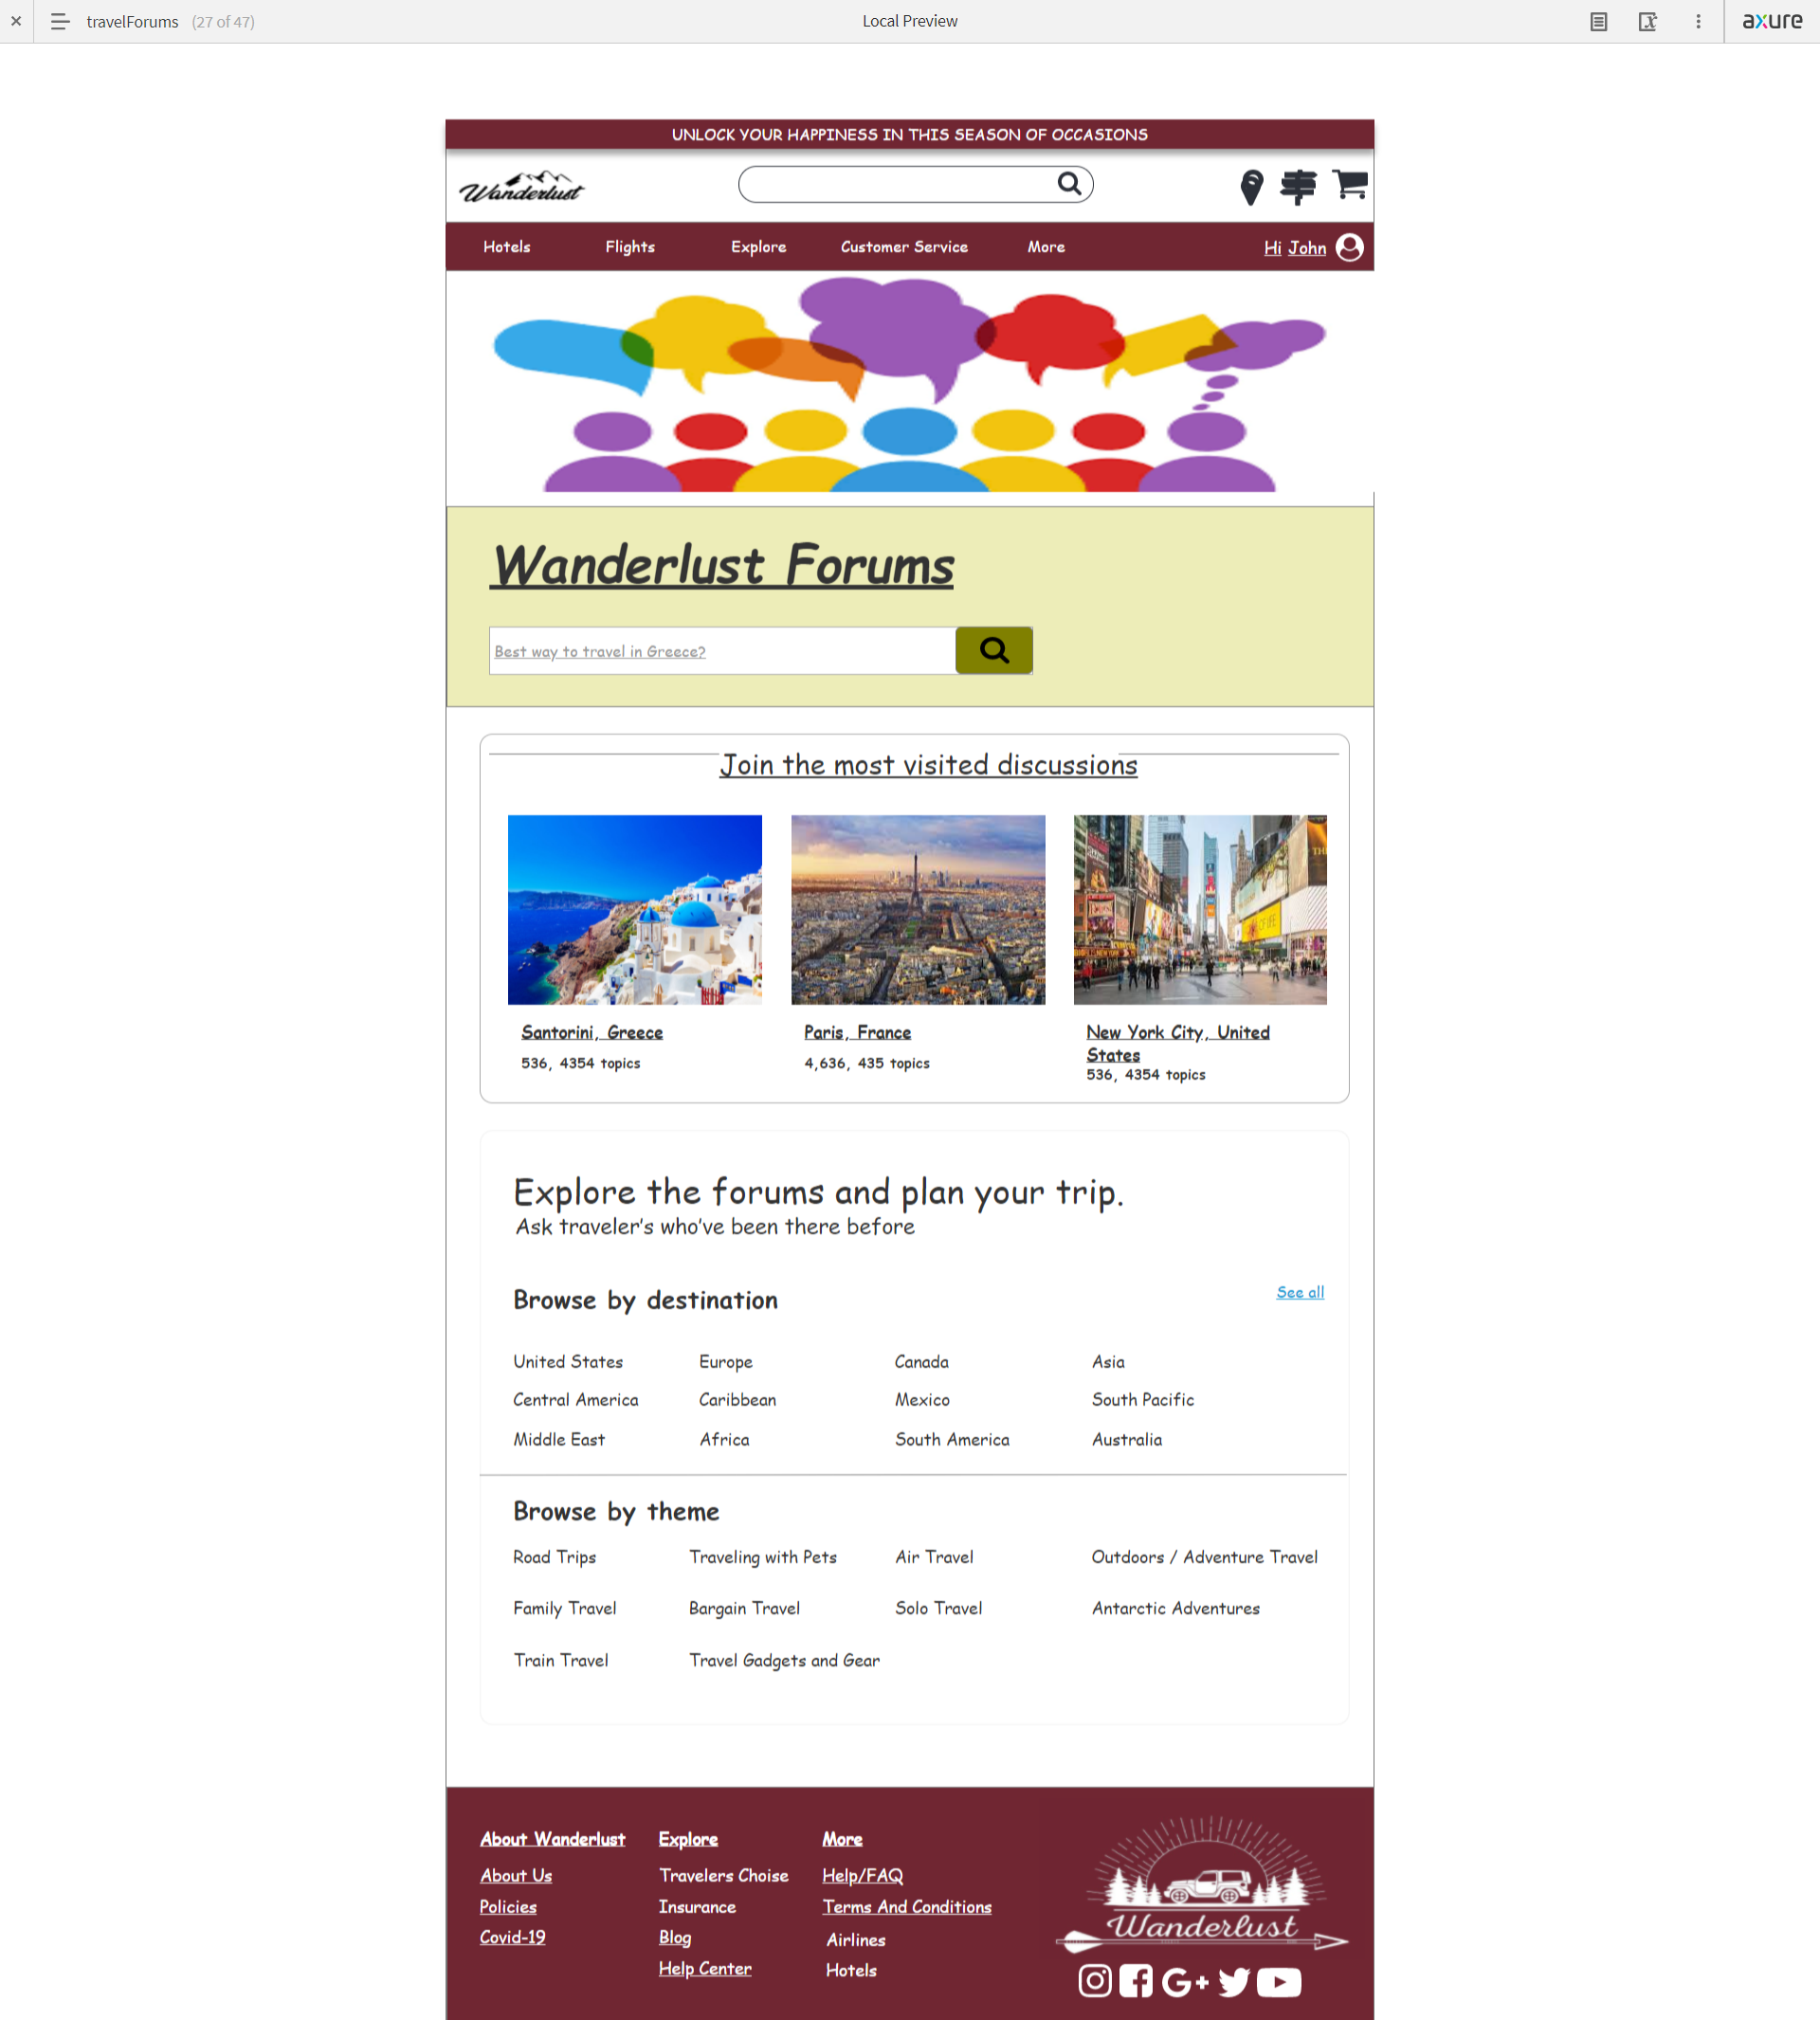 travelForums (27 of 47)
Local Preview
axure
UNLOCK YOUR HAPPINESS IN THIS SEASON OF OCCASIONS
Wanderlust
Hotels Flights Explore Customer Service More Hi John
Wanderlust Forums
Best way to travel in Greece?
Join the most visited discussions
Santorini, Greece
536, 4354 topics
Paris, France
4,636, 435 topics
New York City, United
States
536, 4354 topics
Explore the forums and plan your trip.
Ask traveler's who've been there before
Browse by destination
See all
United States Europe Canada Asia
Central America Caribbean Mexico South Pacific
Middle East Africa South America Australia
Browse by theme
Road Trips Traveling with Pets Air Travel Outdoors / Adventure Travel
Family Travel Bargain Travel Solo Travel Antarctic Adventures
Train Travel Travel Gadgets and Gear
About Wanderlust
About Us
Policies
Covid-19
Explore
Travelers Choise
Insurance
Blog
Help Center
More
Help/FAQ
Terms And Conditions
Airlines
Hotels
Wanderlust